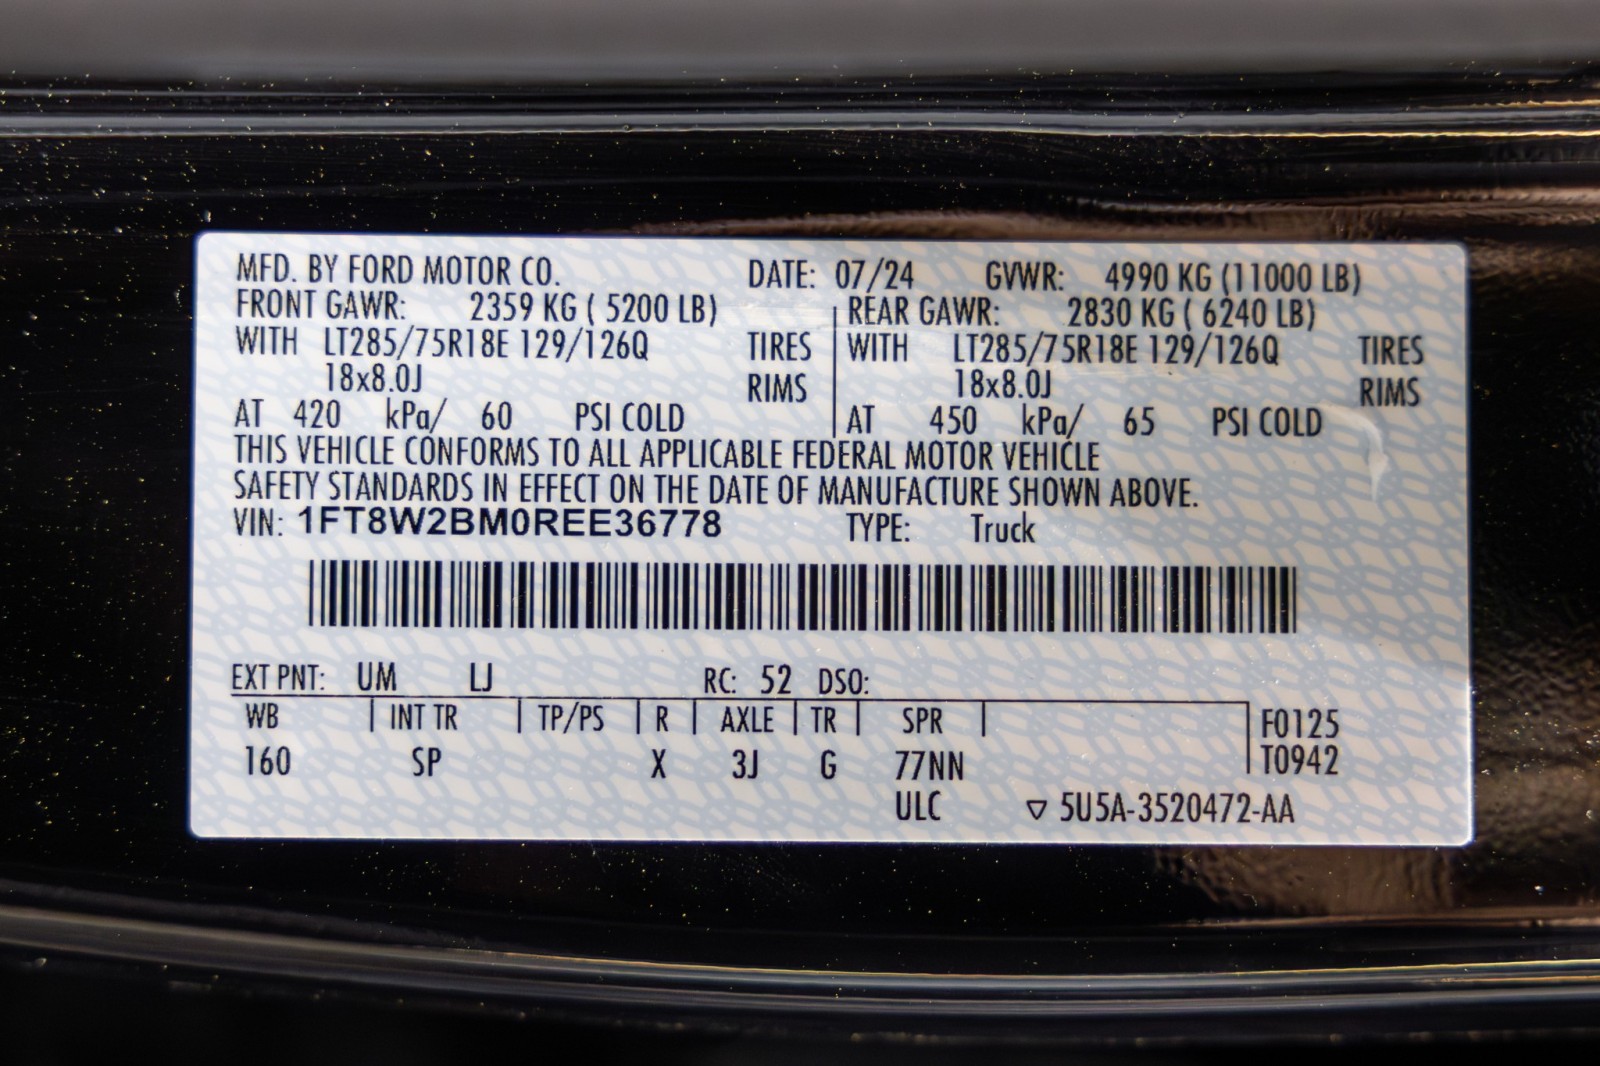 MFD. BY FORD MOTOR CO. DATE: 07/24 GVWR: 4990 KG (11000 LB)
FRONT GAWR: 2359 KG ( 5200 LB) REAR GAWR: 2830 KG ( 6240 LB)
WITH LT285/75R18E 129/126Q TIRES WITH LT285/75R18E 129/126Q TIRES
18x8.0J RIMS 18x8.0J RIMS
AT 420 kPa/ 60 PSI COLD AT 450 kPa/ 65 PSI COLD
THIS VEHICLE CONFORMS TO ALL APPLICABLE FEDERAL MOTOR VEHICLE
SAFETY STANDARDS IN EFFECT ON THE DATE OF MANUFACTURE SHOWN ABOVE.
VIN: 1FT8W2BM0REE36778 TYPE: Truck
EXT PNT: UM LJ RC: 52 DSO:
WB INT TR TP/PS R AXLE TR SPR F0125
160 SP X 3J G 77NN T0942
ULC ▽ 5U5A-3520472-AA